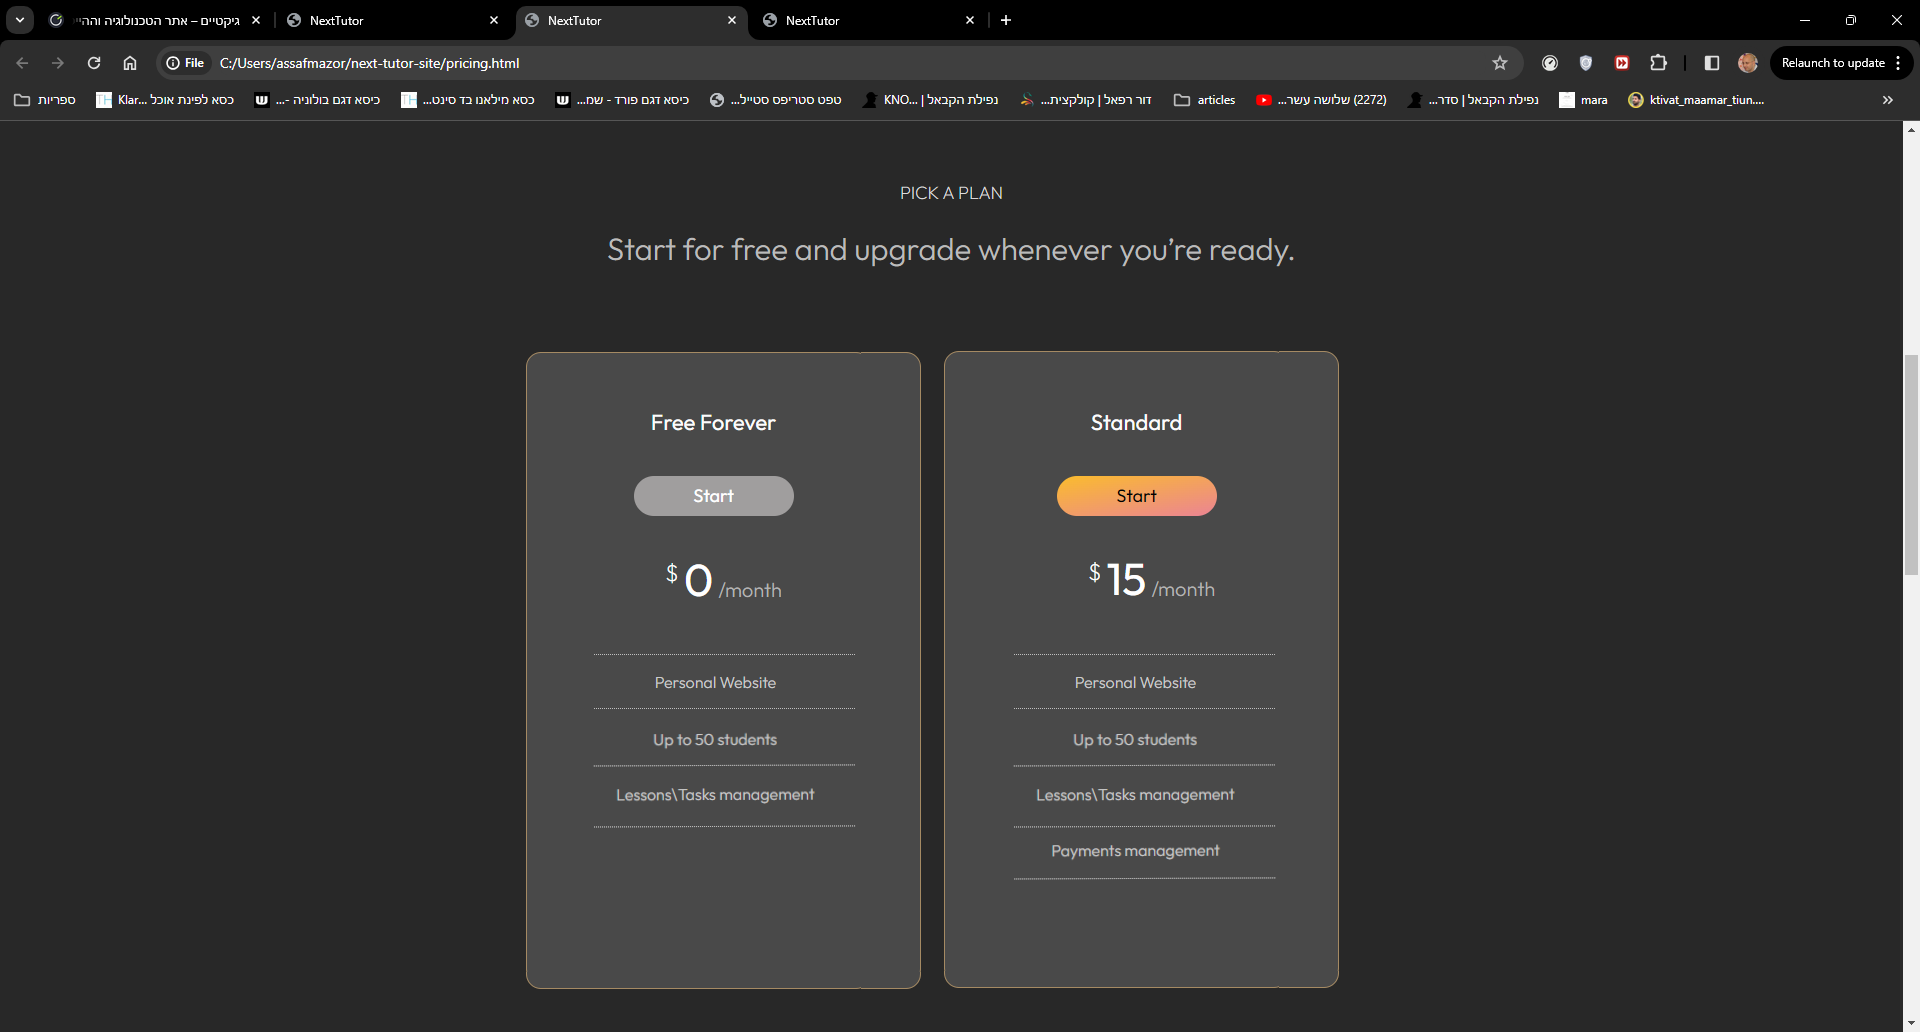 גיקטיים – אתר הטכנולוגיה וההיי
NextTutor
NextTutor
NextTutor
File
C:/Users/assafmazor/next-tutor-site/pricing.html
Relaunch to update
ספריות
כסא לפינת אוכל Klar...
כיסא דגם בולוניה -...
כסא מילאנו בד סינט...
כיסא דגם פורד - שמ...
טפט סטריפס סטייל...
נפילת הקבאל | KNO...
דור רפאל | קולקצית...
articles
(2272) שלושה עשר...
נפילת הקבאל | סדר...
mara
ktivat_maamar_tiun....
PICK A PLAN
Start for free and upgrade whenever you’re ready.
Free Forever
Start
$ 0 /month
Personal Website
Up to 50 students
Lessons\Tasks management
Standard
Start
$ 15 /month
Personal Website
Up to 50 students
Lessons\Tasks management
Payments management